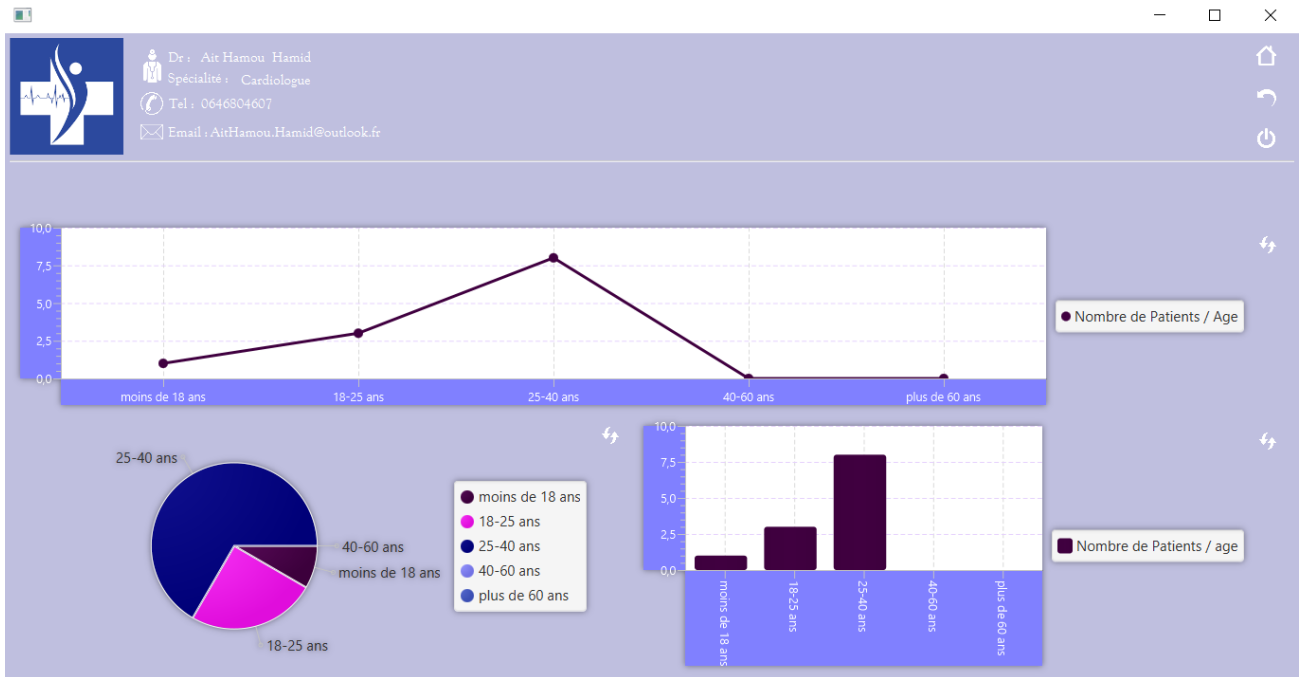 Dr : Ait Hamou Hamid
Spécialité : Cardiologue
Tel : 0646804607
Email : AitHamou.Hamid@outlook.fr
10,0
7,5
5,0
2,5
0,0
moins de 18 ans
18-25 ans
25-40 ans
40-60 ans
plus de 60 ans
Nombre de Patients / Age
25-40 ans
40-60 ans
moins de 18 ans
18-25 ans
moins de 18 ans
18-25 ans
25-40 ans
40-60 ans
plus de 60 ans
10,0
7,5
5,0
2,5
0,0
moins de 18 ans
18-25 ans
25-40 ans
40-60 ans
plus de 60 ans
Nombre de Patients / age